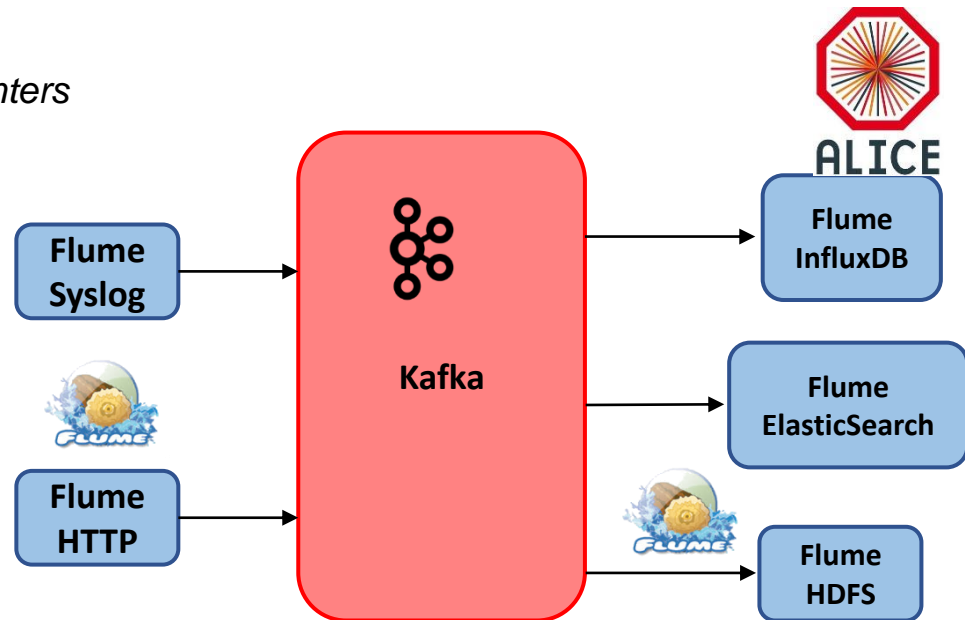 nters
ALICE
Flume
Syslog
FLUME
Flume
HTTP
Kafka
Flume
InfluxDB
Flume
ElasticSearch
FLUME
Flume
HDFS